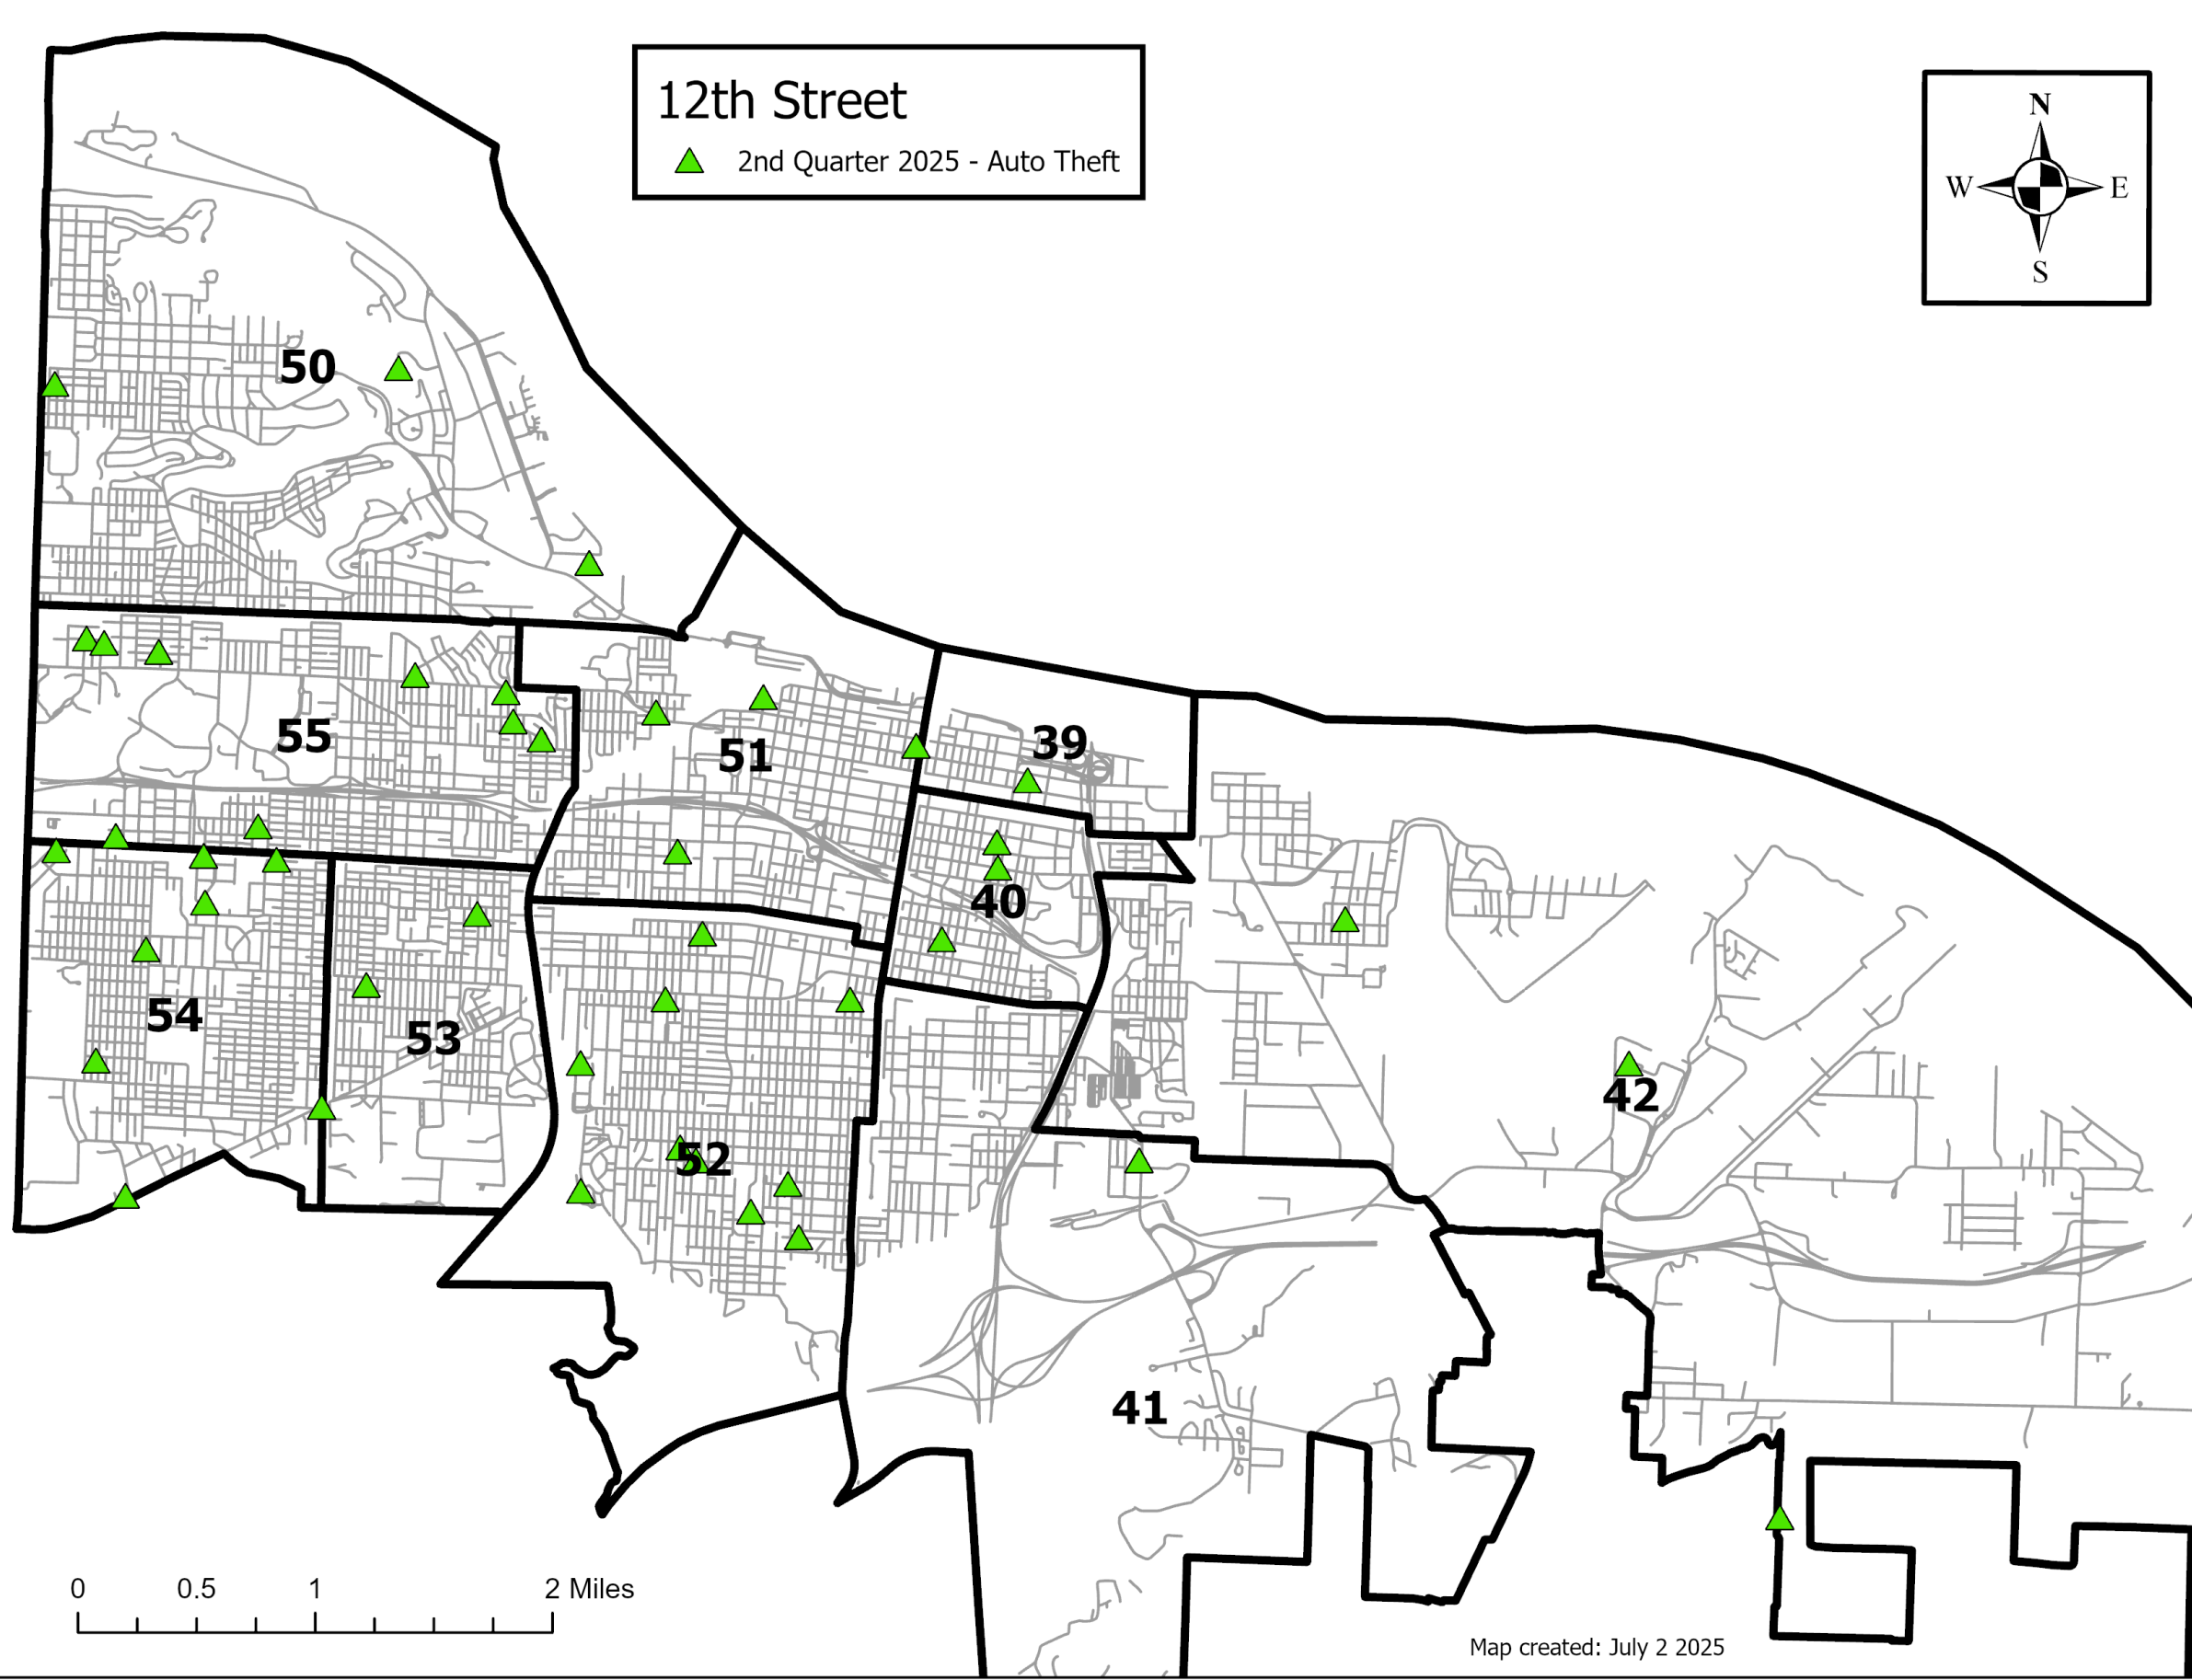 12th Street
2nd Quarter 2025 - Auto Theft
N
W E
S
50
55
51
39
40
54
53
42
52
41
0 0.5 1 2 Miles
Map created: July 2 2025